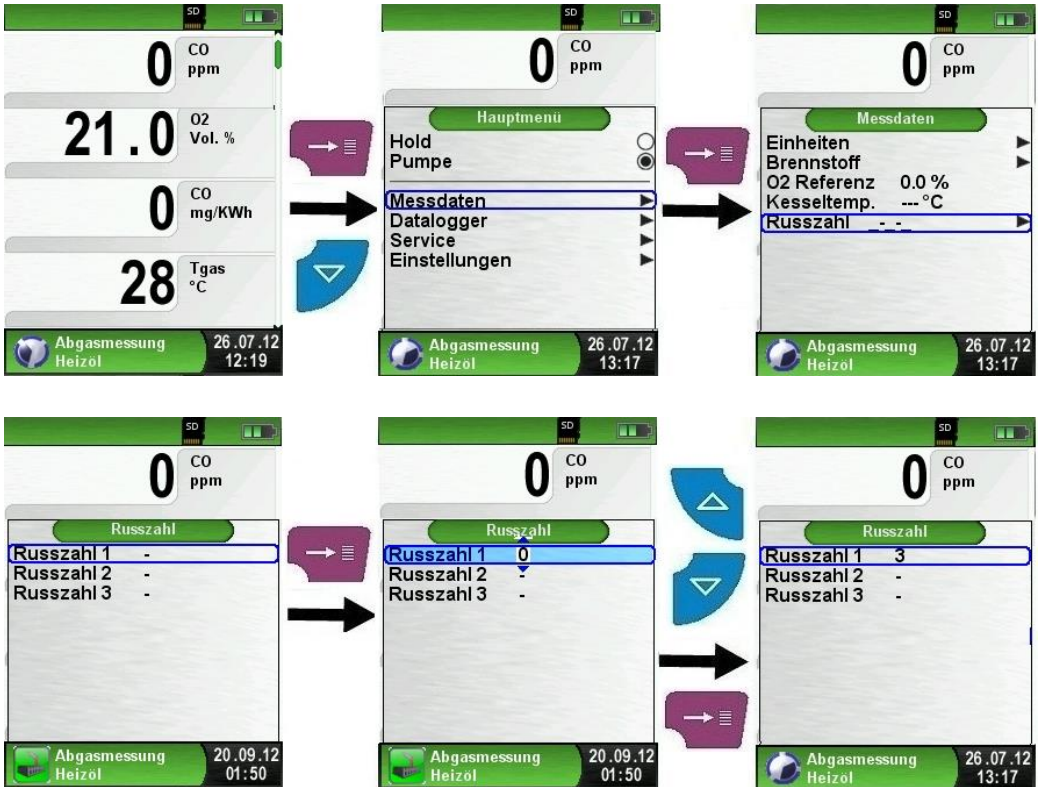 SD
0 CO
ppm
21.0 O2
Vol. %
0 CO
mg/KWh
28 Tgas
°C
Abgasmessung
Heizöl
26.07.12
12:19
SD
0 CO
ppm
Hauptmenü
Hold
Pumpe
Messdaten
Datalogger
Service
Einstellungen
Abgasmessung
Heizöl
26.07.12
13:17
SD
0 CO
ppm
Messdaten
Einheiten
Brennstoff
O2 Referenz 0.0 %
Kesseltemp. --- °C
Russzahl _-_-_
Abgasmessung
Heizöl
26.07.12
13:17
SD
0 CO
ppm
Russzahl
Russzahl 1 -
Russzahl 2 -
Russzahl 3 -
Abgasmessung
Heizöl
20.09.12
01:50
SD
0 CO
ppm
Russzahl
Russzahl 1 0
Russzahl 2 -
Russzahl 3 -
Abgasmessung
Heizöl
20.09.12
01:50
SD
0 CO
ppm
Russzahl
Russzahl 1 3
Russzahl 2 -
Russzahl 3 -
Abgasmessung
Heizöl
26.07.12
13:17